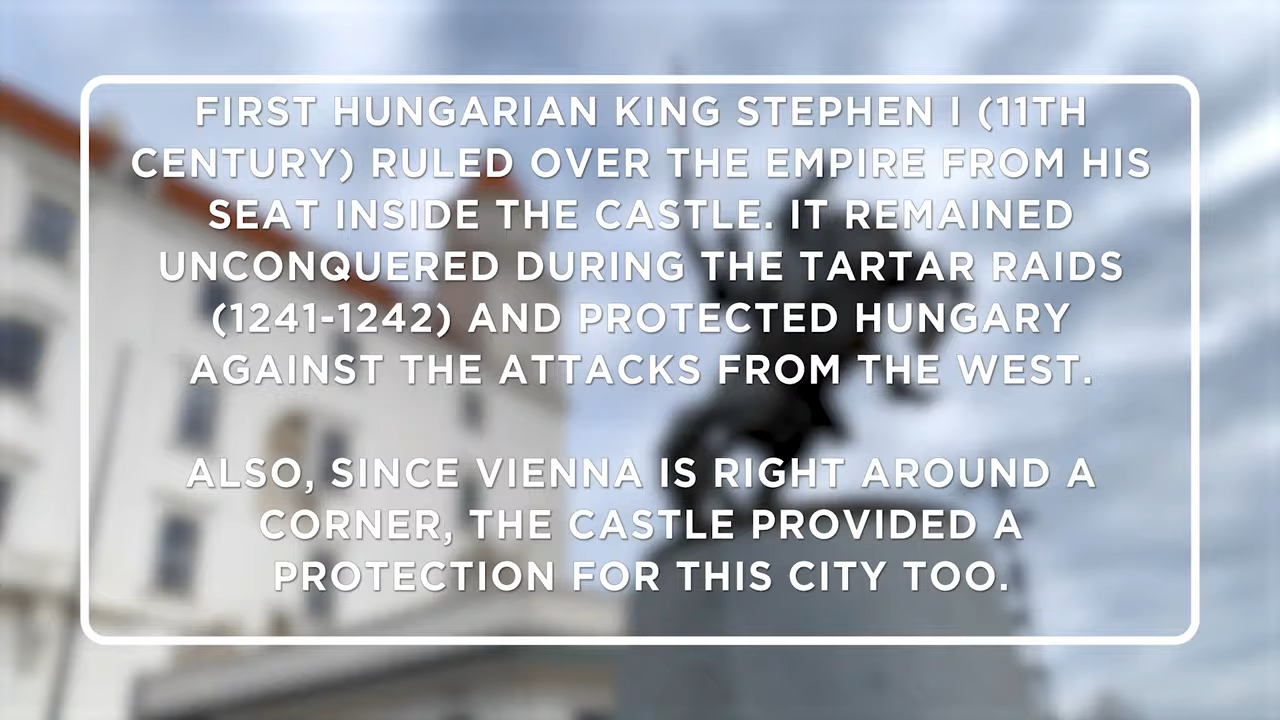 FIRST HUNGARIAN KING STEPHEN I (11TH
CENTURY) RULED OVER THE EMPIRE FROM HIS
SEAT INSIDE THE CASTLE. IT REMAINED
UNCONQUERED DURING THE TARTAR RAIDS
(1241-1242) AND PROTECTED HUNGARY
AGAINST THE ATTACKS FROM THE WEST.
ALSO, SINCE VIENNA IS RIGHT AROUND A
CORNER, THE CASTLE PROVIDED A
PROTECTION FOR THIS CITY TOO.